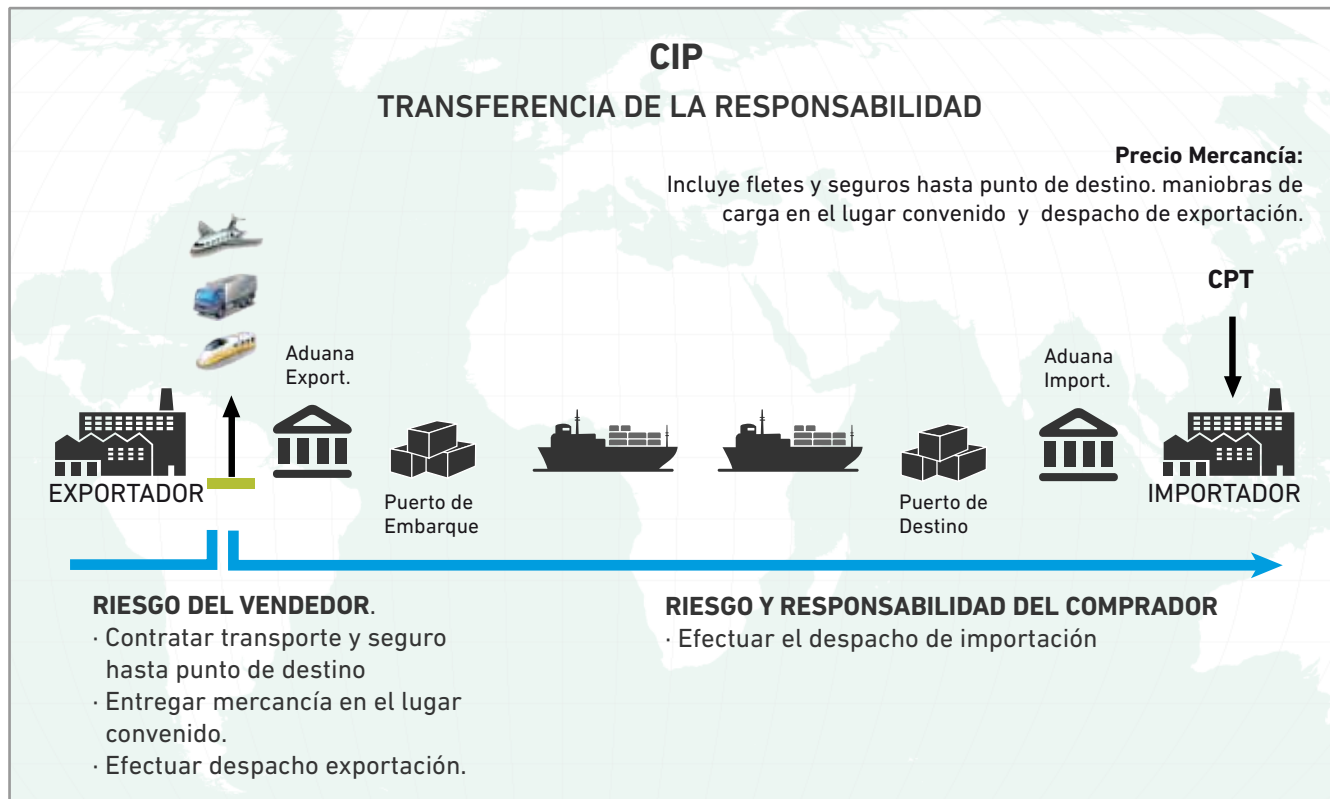 CIP
TRANSFERENCIA DE LA RESPONSABILIDAD
Precio Mercancía:
Incluye fletes y seguros hasta punto de destino. maniobras de
carga en el lugar convenido y despacho de exportación.
CPT
Aduana
Export.
Aduana
Import.
EXPORTADOR
Puerto de
Embarque
Puerto de
Destino
IMPORTADOR
RIESGO DEL VENDEDOR.
· Contratar transporte y seguro
hasta punto de destino
· Entregar mercancía en el lugar
convenido.
· Efectuar despacho exportación.
RIESGO Y RESPONSABILIDAD DEL COMPRADOR
· Efectuar el despacho de importación